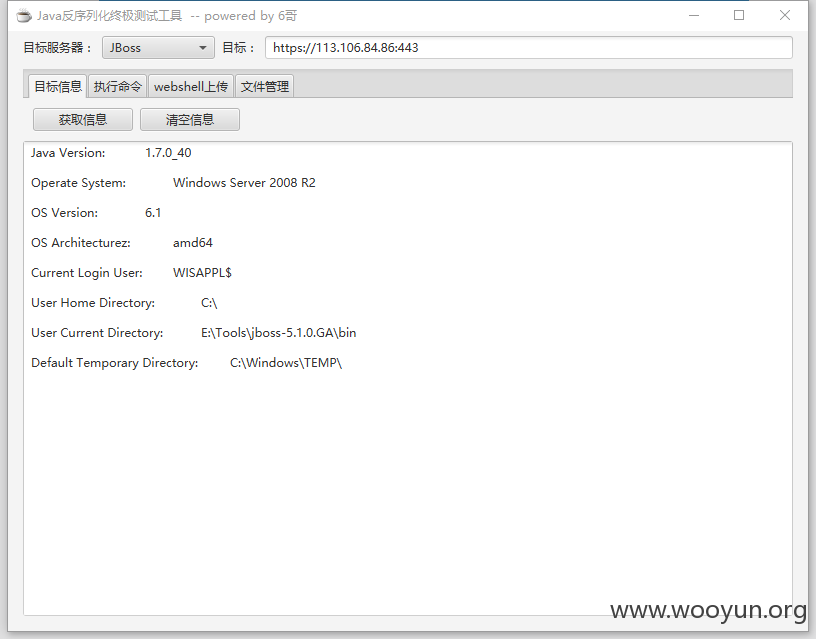 Java反序列化终极测试工具 -- powered by 6哥
目标服务器： JBoss 目标： https://113.106.84.86:443
目标信息 执行命令 webshell上传 文件管理
获取信息 清空信息
Java Version: 1.7.0_40
Operate System: Windows Server 2008 R2
OS Version: 6.1
OS Architecturez: amd64
Current Login User: WISAPPL$
User Home Directory: C:\
User Current Directory: E:\Tools\jboss-5.1.0.GA\bin
Default Temporary Directory: C:\Windows\TEMP\
www.wooyun.org